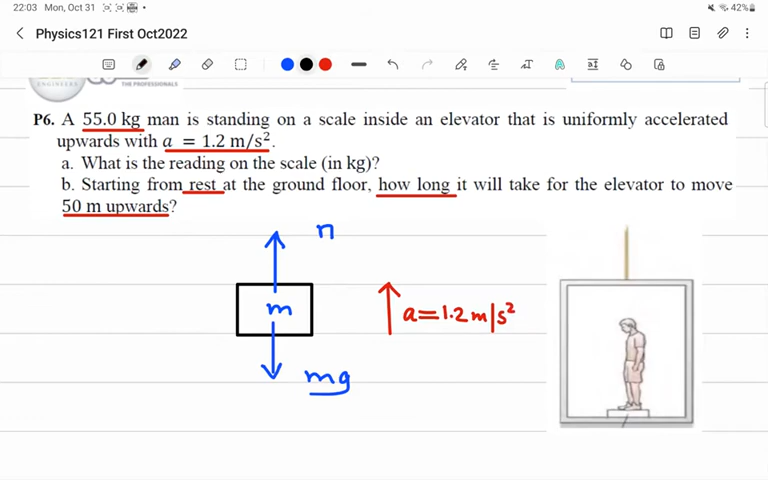 22:03 Mon, Oct 31
42%
Physics121 First Oct2022
ENGINEERS
THE PROFESSIONALS
P6. A 55.0 kg man is standing on a scale inside an elevator that is uniformly accelerated
upwards with a = 1.2 m/s².
a. What is the reading on the scale (in kg)?
b. Starting from rest at the ground floor, how long it will take for the elevator to move
50 m upwards?
n
m
a=1.2m/s²
mg